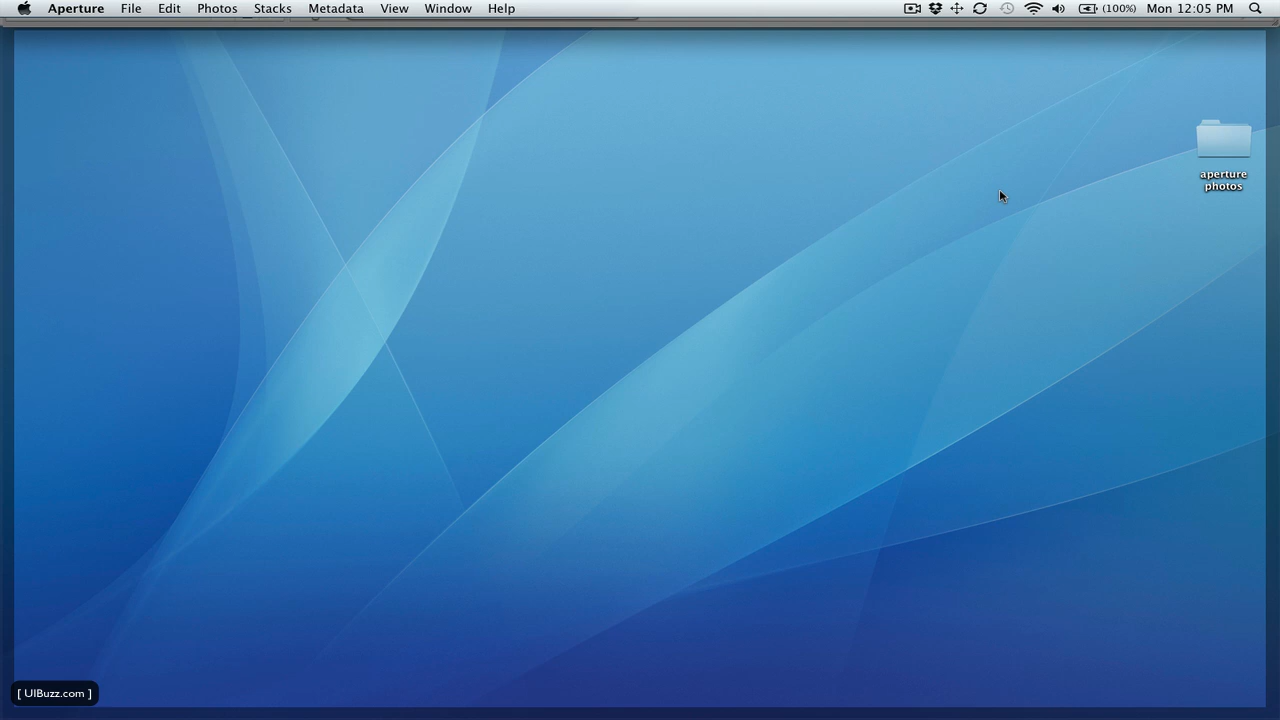 Aperture File Edit Photos Stacks Metadata View Window Help (100%) Mon 12:05 PM
aperture
photos
[ UIBuzz.com ]